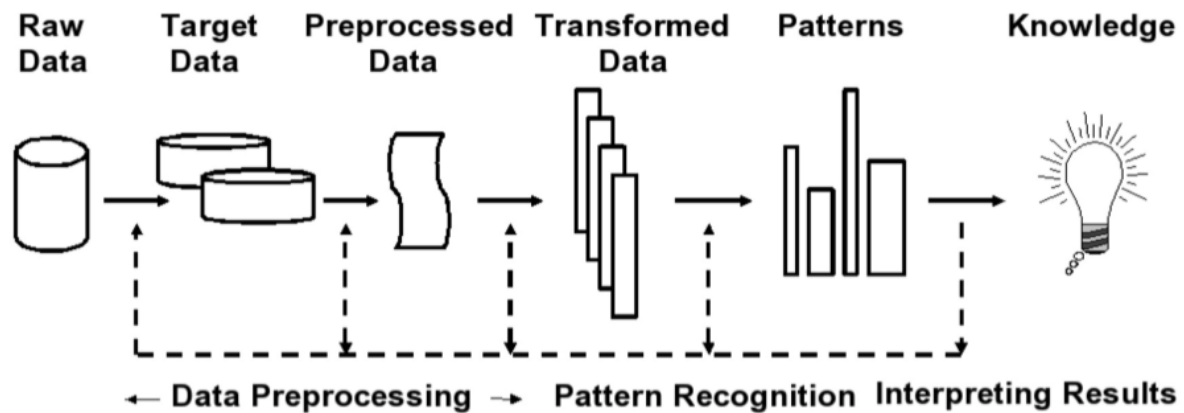 Raw Data
Target Data
Preprocessed Data
Transformed Data
Patterns
Knowledge
Data Preprocessing
Pattern Recognition
Interpreting Results